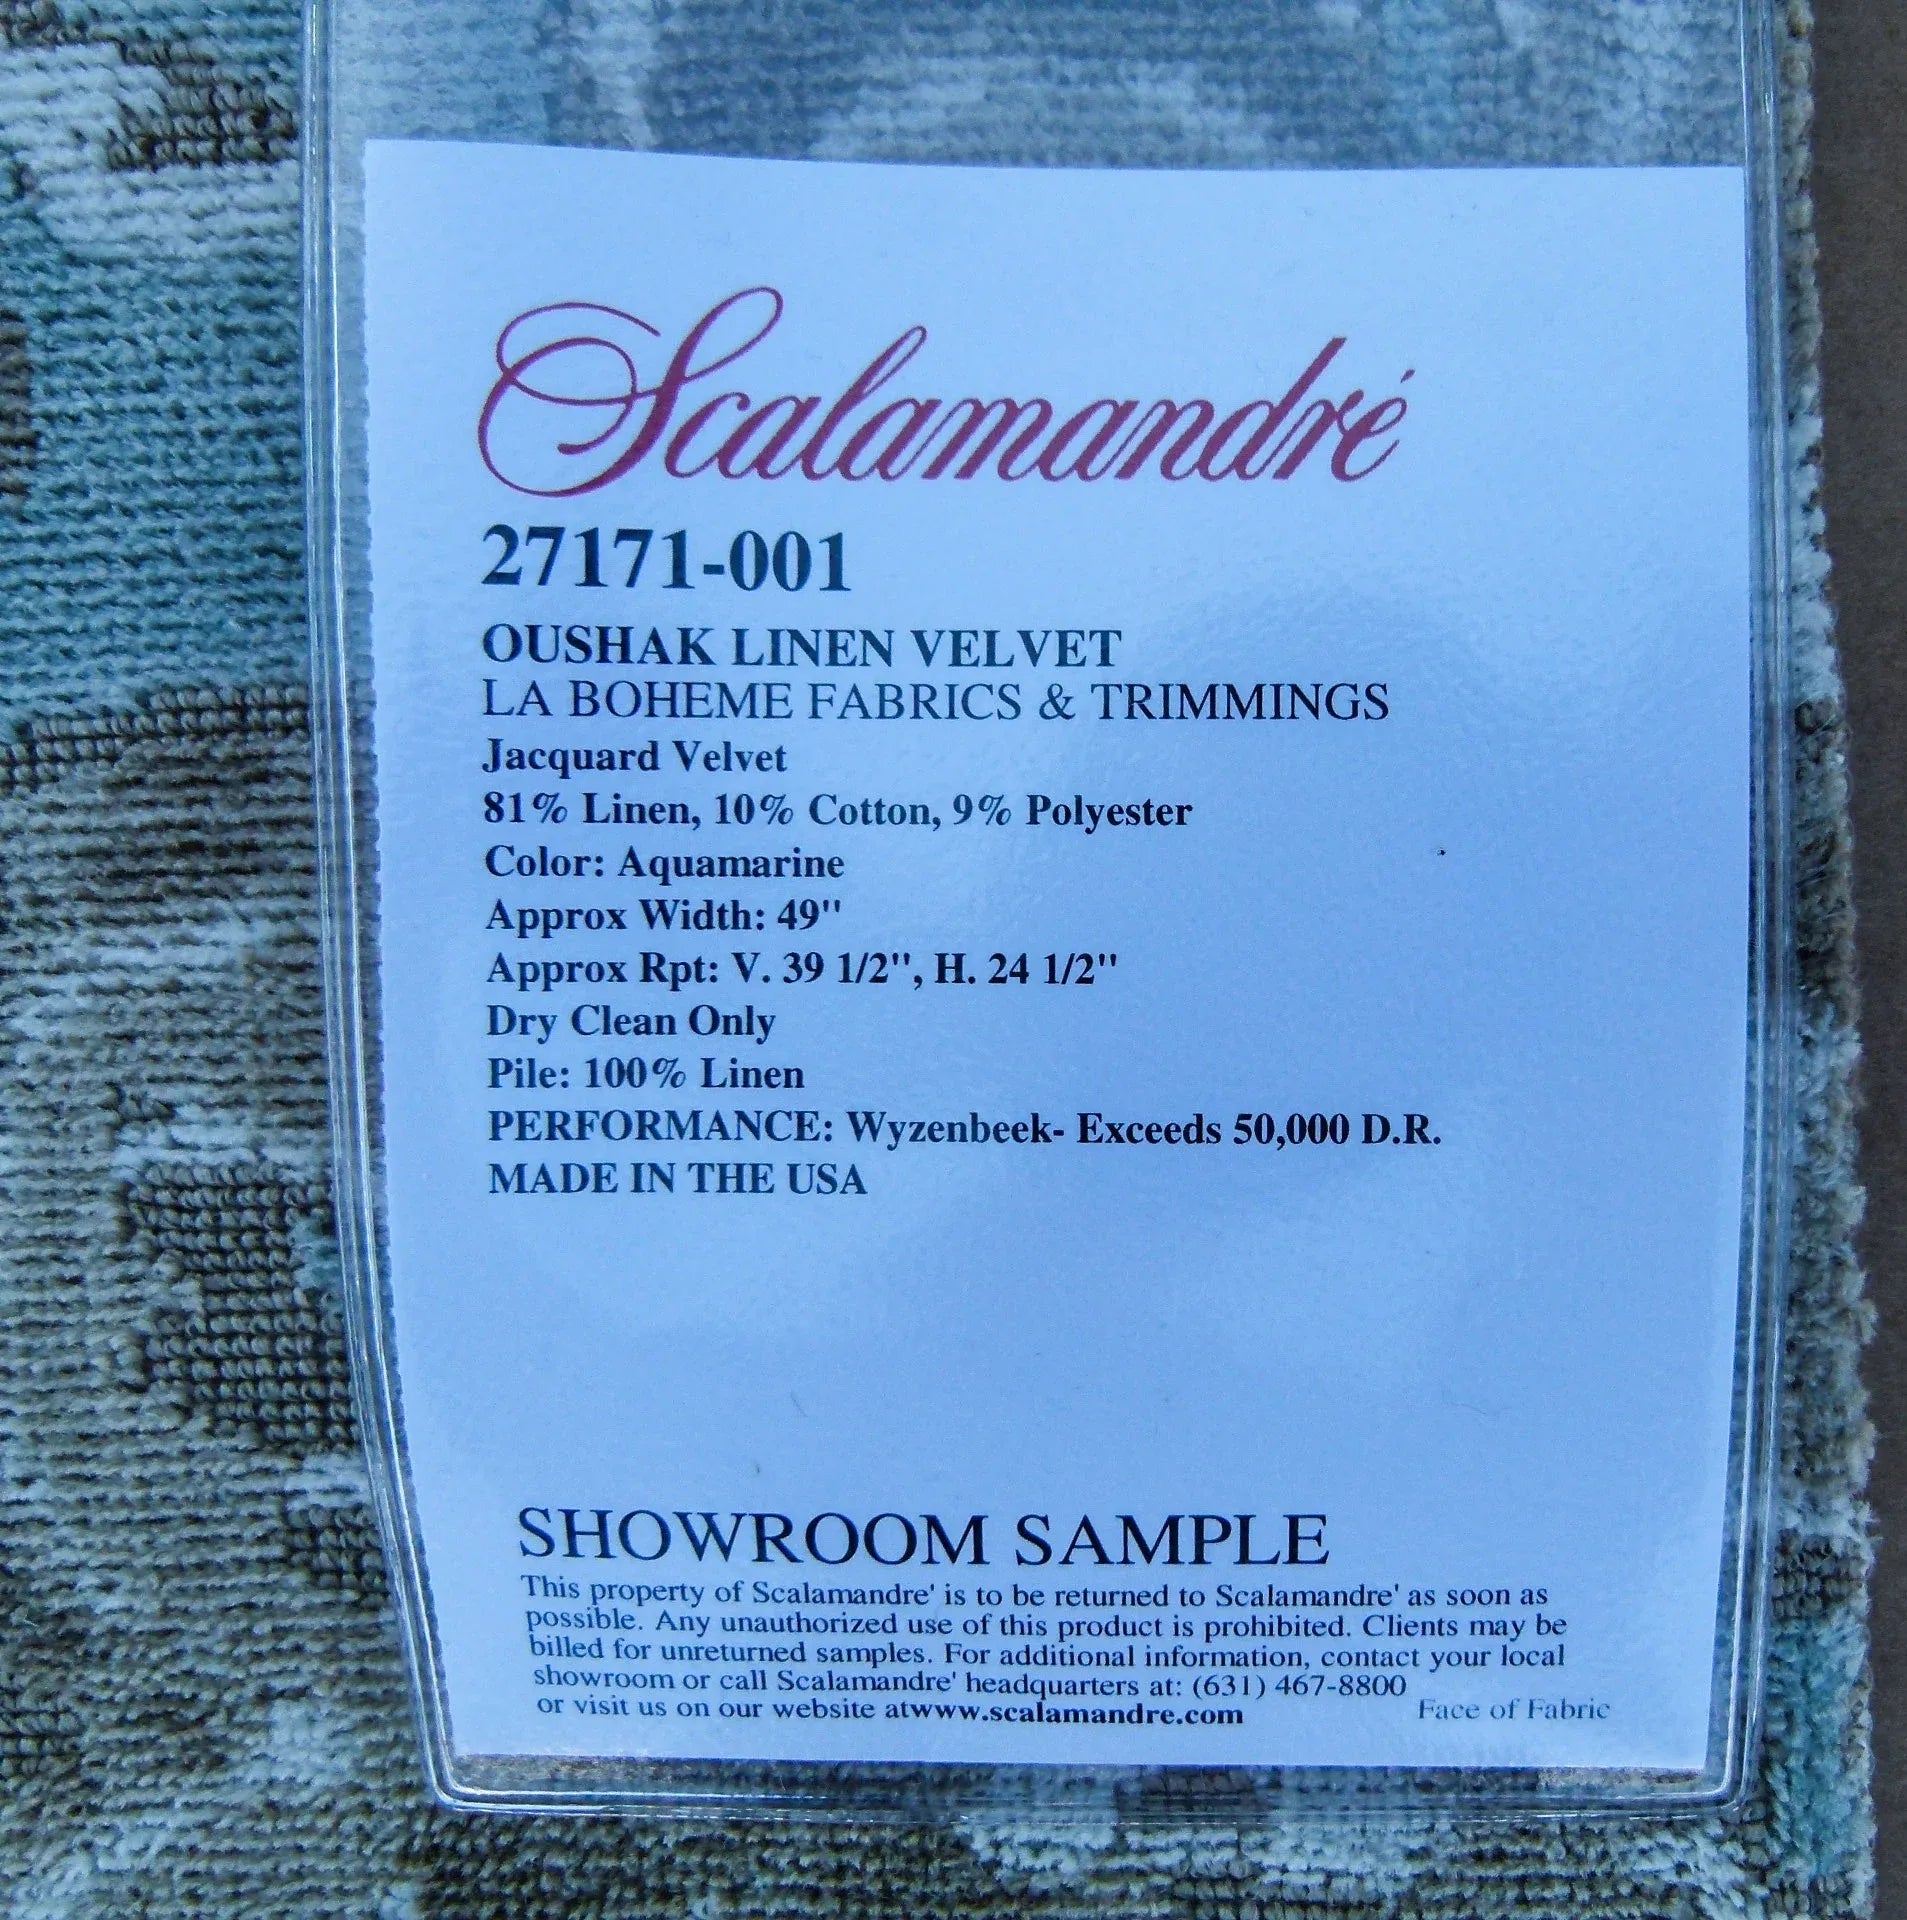 Scalamandré
27171-001
OUSHAK LINEN VELVET
LA BOHEME FABRICS & TRIMMINGS
Jacquard Velvet
81% Linen, 10% Cotton, 9% Polyester
Color: Aquamarine
Approx Width: 49"
Approx Rpt: V. 39 1/2", H. 24 1/2"
Dry Clean Only
Pile: 100% Linen
PERFORMANCE: Wyzenbeek- Exceeds 50,000 D.R.
MADE IN THE USA
SHOWROOM SAMPLE
This property of Scalamandre' is to be returned to Scalamandre' as soon as
possible. Any unauthorized use of this product is prohibited. Clients may be
billed for unreturned samples. For additional information, contact your local
showroom or call Scalamandre' headquarters at: (631) 467-8800
or visit us on our website atwww.scalamandre.com
Face of Fabric